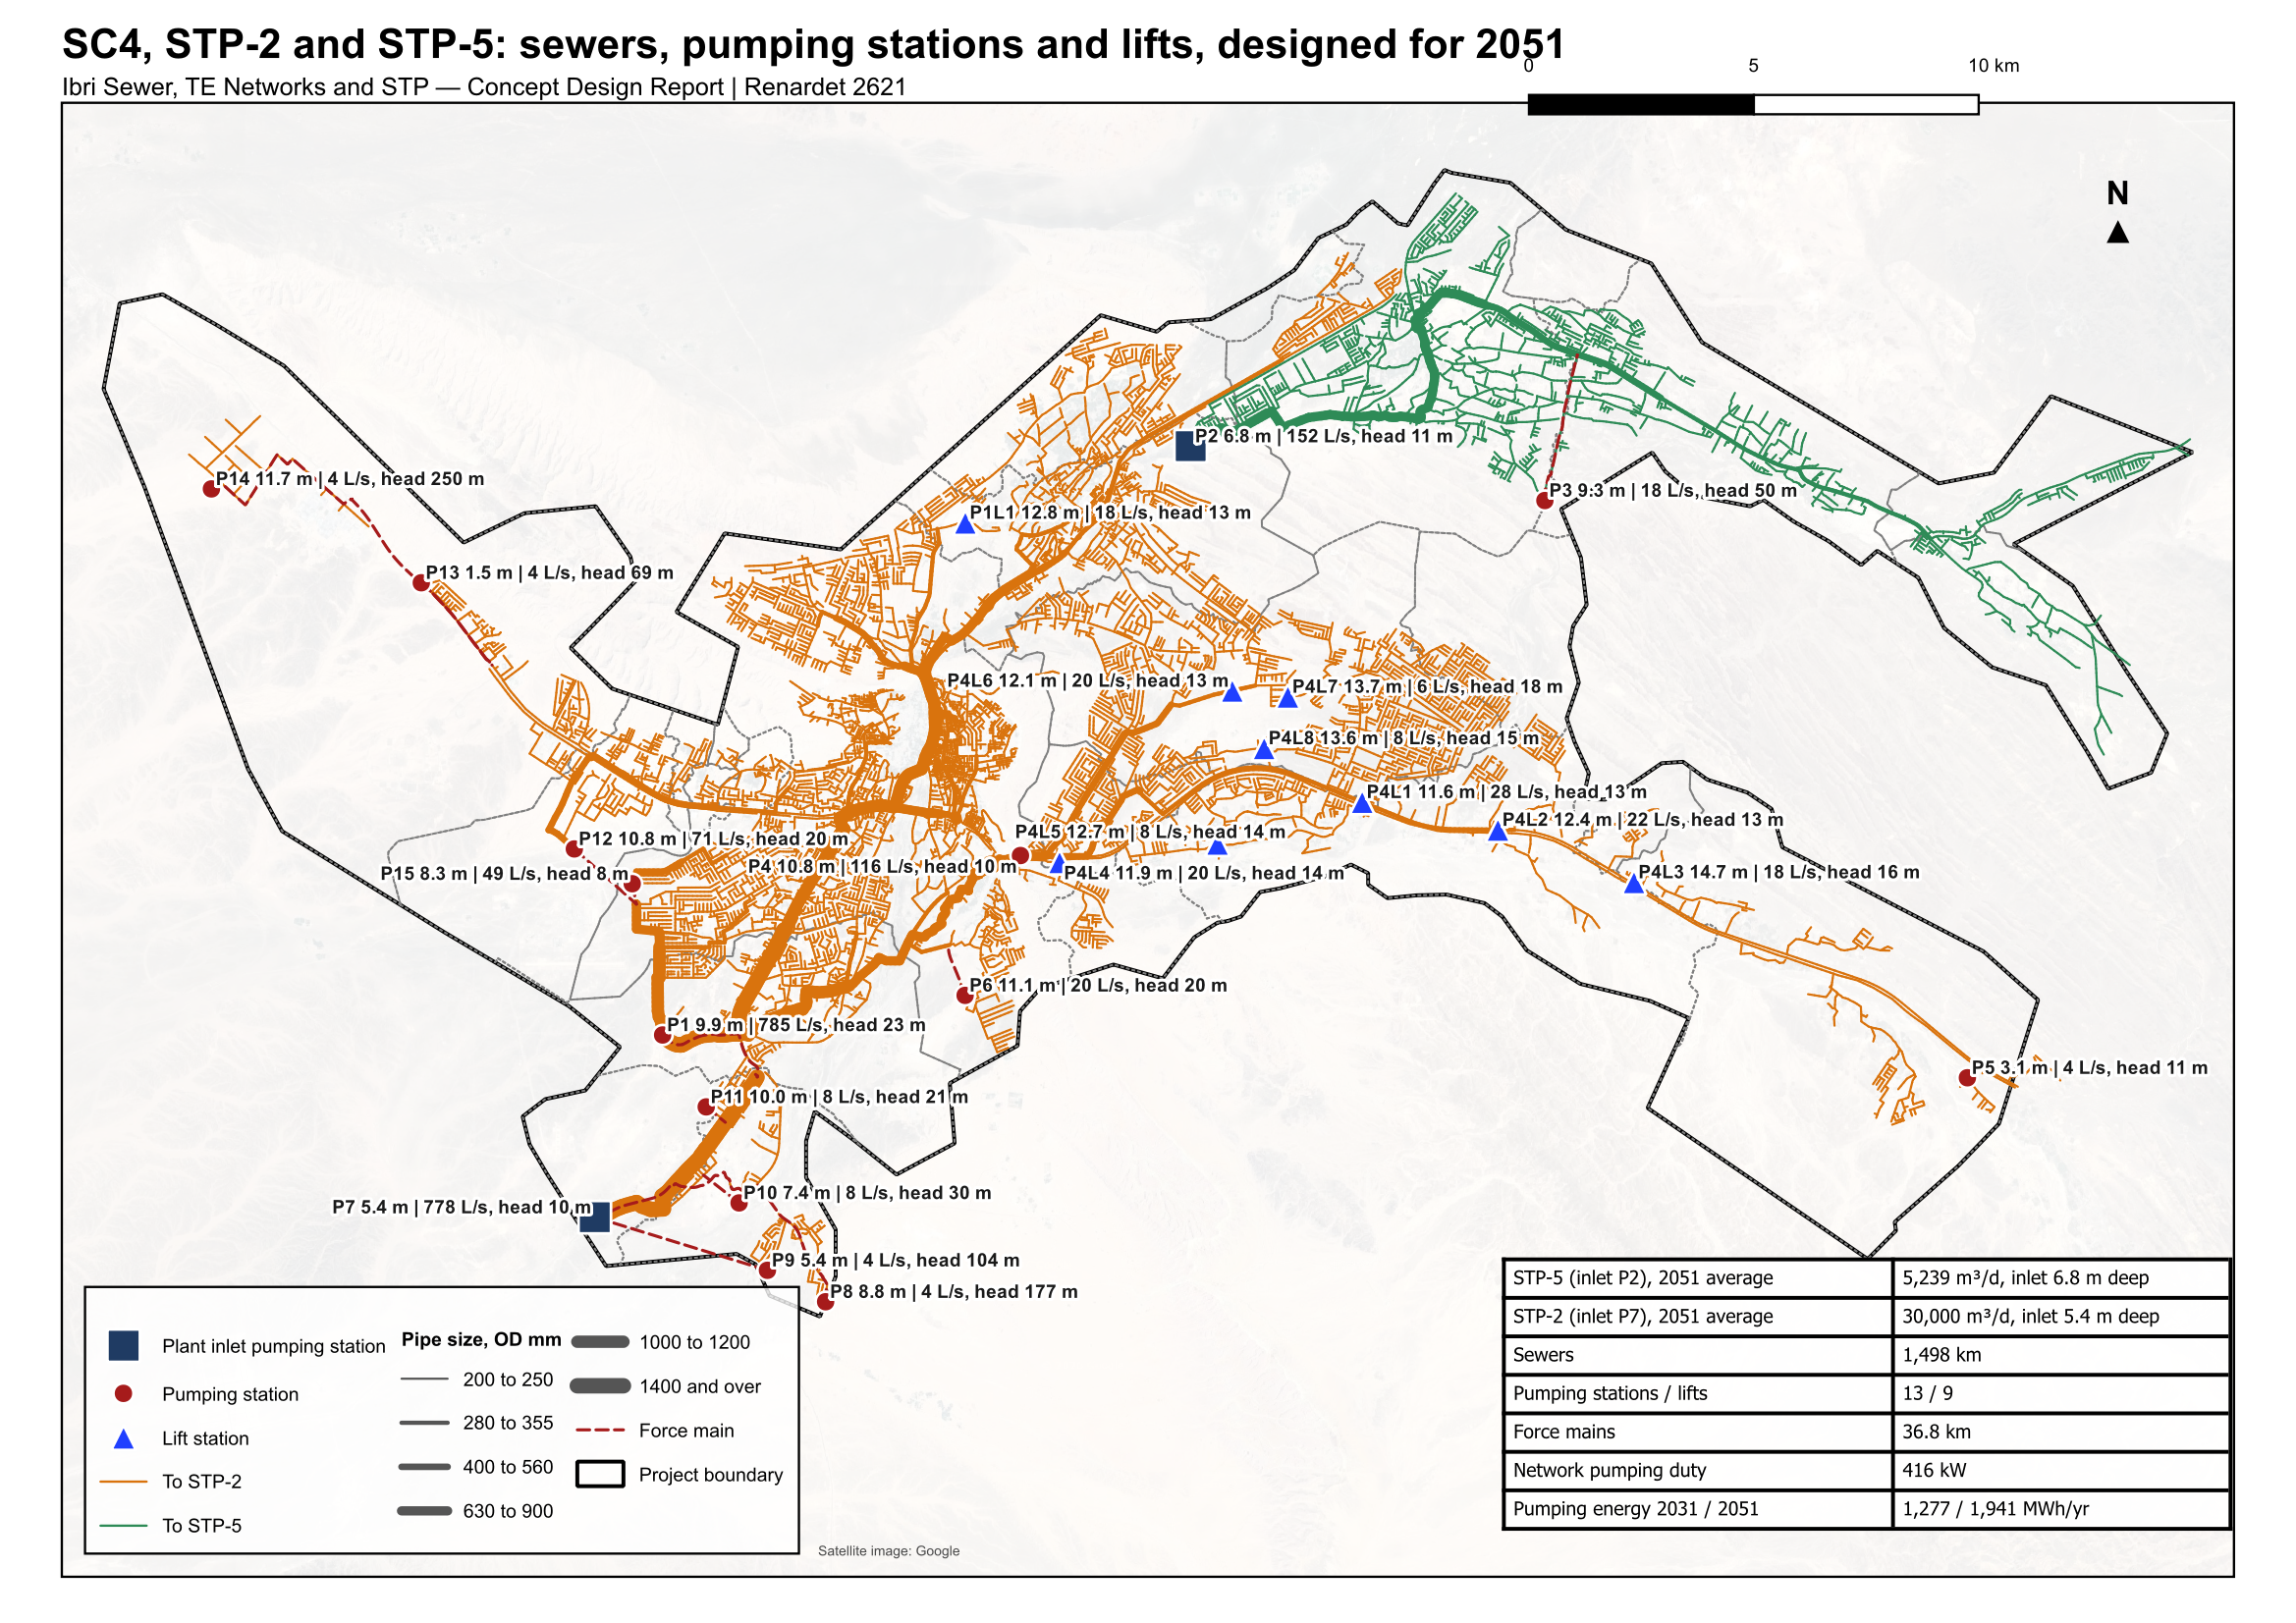 SC4, STP-2 and STP-5: sewers, pumping stations and lifts, designed for 2051
Ibri Sewer, TE Networks and STP — Concept Design Report | Renardet 2621
0 5 10 km
N
P2 6.8 m | 152 L/s, head 11 m
P14 11.7 m | 4 L/s, head 250 m
P3 9.3 m | 18 L/s, head 50 m
P1L1 12.8 m | 18 L/s, head 13 m
P13 1.5 m | 4 L/s, head 69 m
P4L6 12.1 m | 20 L/s, head 13 m
P4L7 13.7 m | 6 L/s, head 18 m
P4L8 13.6 m | 8 L/s, head 15 m
P4L1 11.6 m | 28 L/s, head 13 m
P4L2 12.4 m | 22 L/s, head 13 m
P4L5 12.7 m | 8 L/s, head 14 m
P12 10.8 m | 71 L/s, head 20 m
P4 10.8 m | 116 L/s, head 10 m
P15 8.3 m | 49 L/s, head 8 m
P4L4 11.9 m | 20 L/s, head 14 m
P4L3 14.7 m | 18 L/s, head 16 m
P6 11.1 m | 20 L/s, head 20 m
P1 9.9 m | 785 L/s, head 23 m
P5 3.1 m | 4 L/s, head 11 m
P11 10.0 m | 8 L/s, head 21 m
P10 7.4 m | 8 L/s, head 30 m
P7 5.4 m | 778 L/s, head 10 m
P9 5.4 m | 4 L/s, head 104 m
P8 8.8 m | 4 L/s, head 177 m
Plant inlet pumping station
Pumping station
Lift station
To STP-2
To STP-5
Pipe size, OD mm
200 to 250
280 to 355
400 to 560
630 to 900
1000 to 1200
1400 and over
Force main
Project boundary
Satellite image: Google
STP-5 (inlet P2), 2051 average 5,239 m³/d, inlet 6.8 m deep
STP-2 (inlet P7), 2051 average 30,000 m³/d, inlet 5.4 m deep
Sewers 1,498 km
Pumping stations / lifts 13 / 9
Force mains 36.8 km
Network pumping duty 416 kW
Pumping energy 2031 / 2051 1,277 / 1,941 MWh/yr